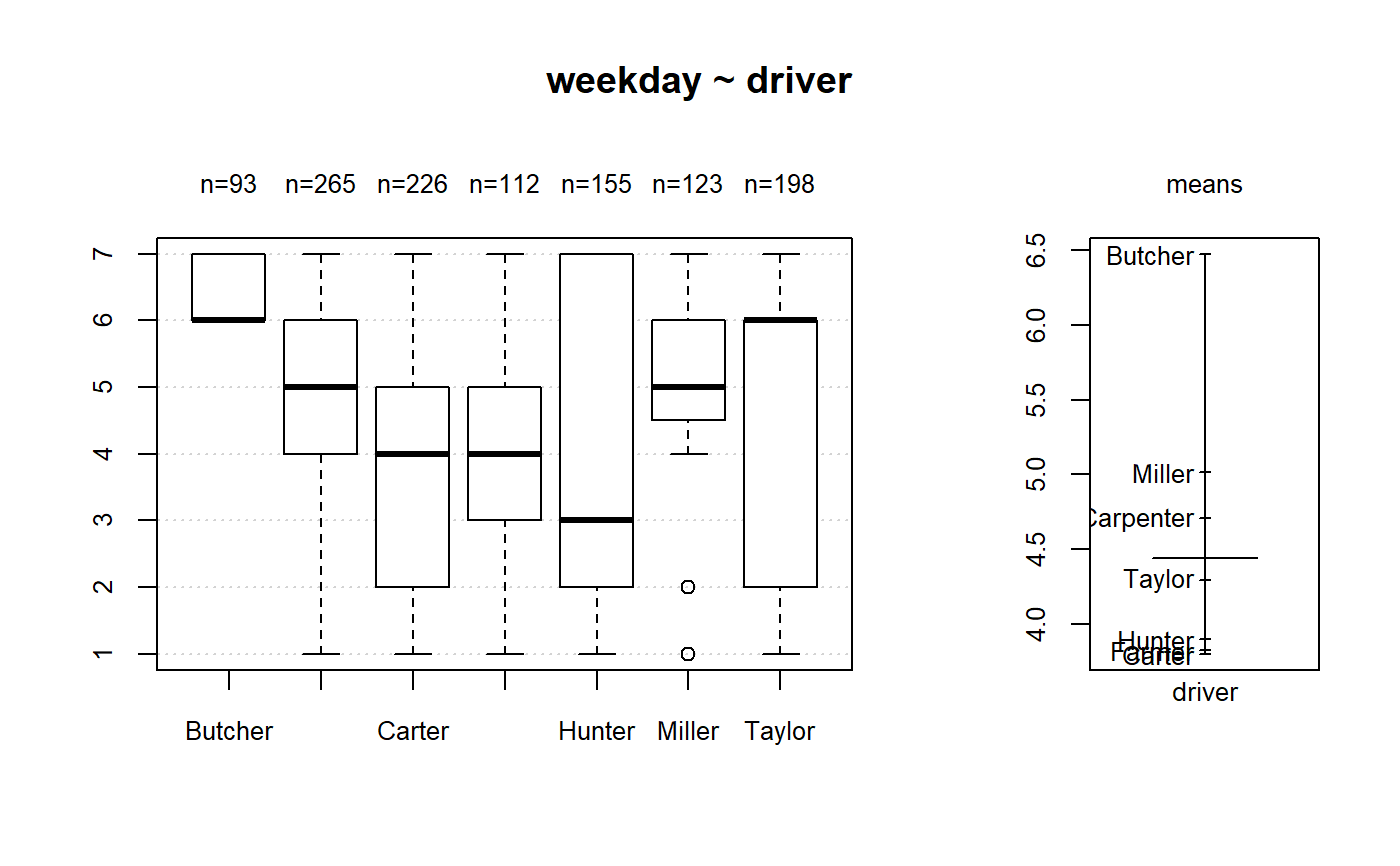 weekday ~ driver
n=93 n=265 n=226 n=112 n=155 n=123 n=198
7
6
5
4
3
2
1
Butcher Carter Hunter Miller Taylor
means
6.5
6.0
5.5
5.0
4.5
4.0
Butcher
Miller
Carpenter
Taylor
Hunter
Farmer
Carter
driver